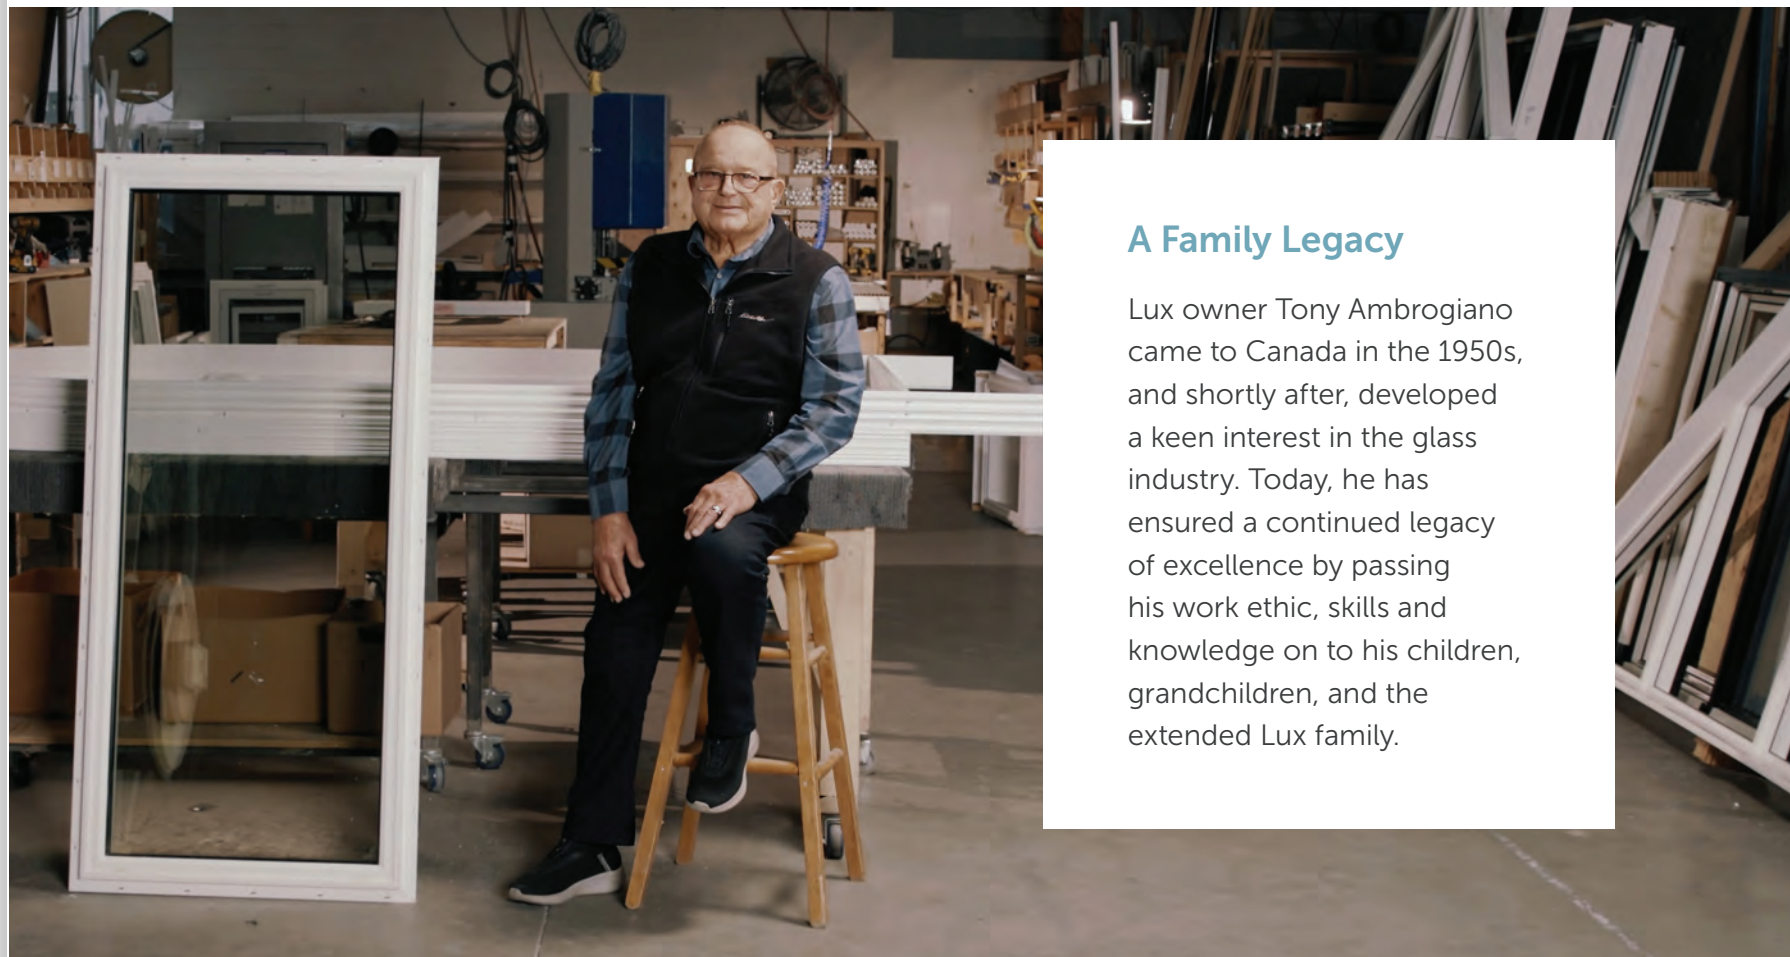 A Family Legacy
Lux owner Tony Ambrogiano
came to Canada in the 1950s,
and shortly after, developed
a keen interest in the glass
industry. Today, he has
ensured a continued legacy
of excellence by passing
his work ethic, skills and
knowledge on to his children,
grandchildren, and the
extended Lux family.